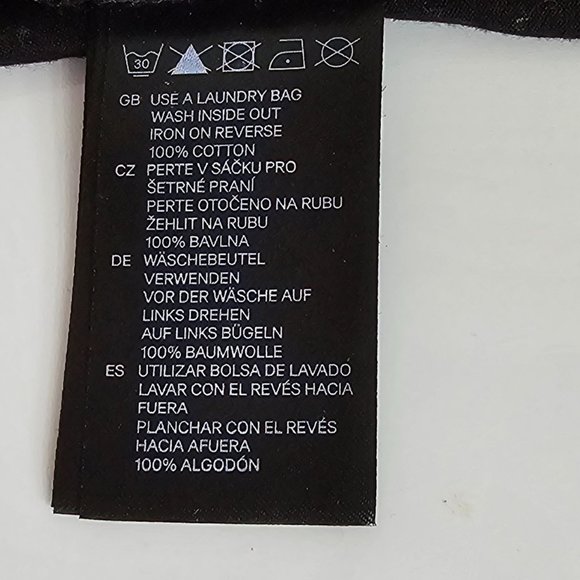 30
GB USE A LAUNDRY BAG
WASH INSIDE OUT
IRON ON REVERSE
100% COTTON
CZ PERTE V SÁČKU PRO
ŠETRNÉ PRANÍ
PERTE OTOČENO NA RUBU
ŽEHLIT NA RUBU
100% BAVLNA
DE WÄSCHEBEUTEL
VERWENDEN
VOR DER WÄSCHE AUF
LINKS DREHEN
AUF LINKS BÜGELN
100% BAUMWOLLE
ES UTILIZAR BOLSA DE LAVADO
LAVAR CON EL REVÉS HACIA
FUERA
PLANCHAR CON EL REVÉS
HACIA AFUERA
100% ALGODÓN